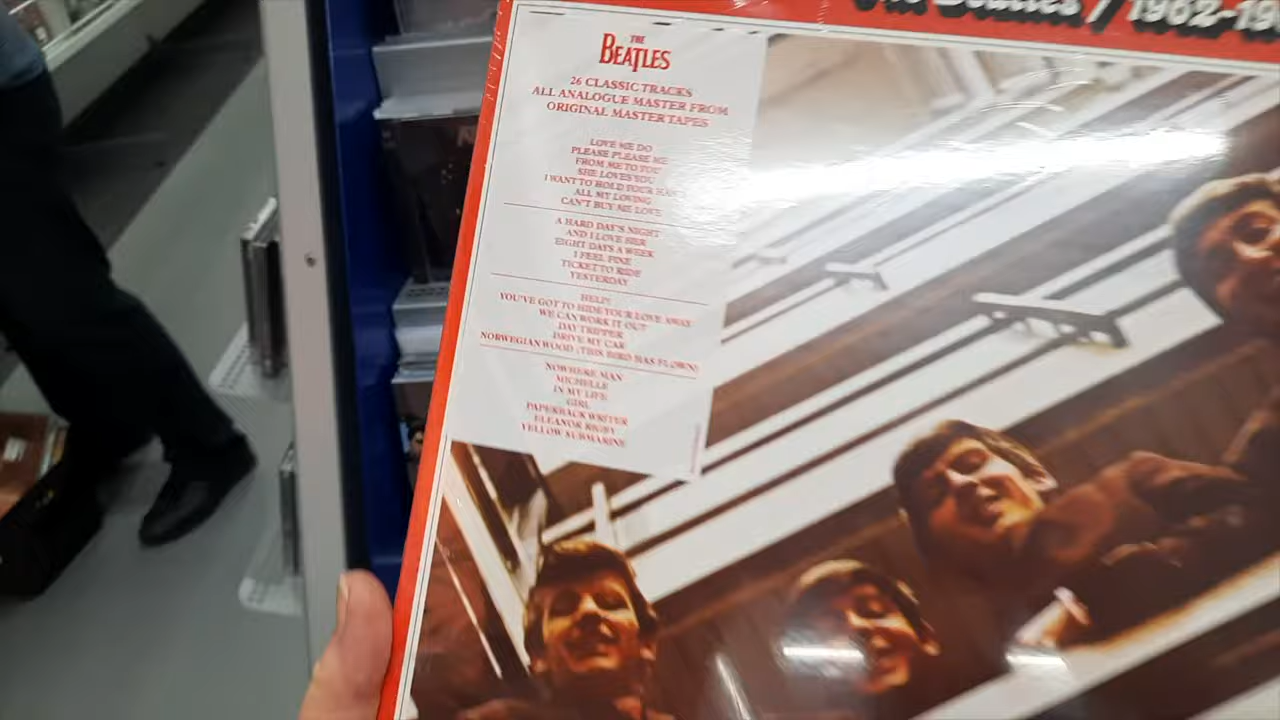 The Beatles / 1962-19
THE
BEATLES
26 CLASSIC TRACKS
ALL ANALOGUE MASTER FROM
ORIGINAL MASTER TAPES
LOVE ME DO
PLEASE PLEASE ME
FROM ME TO YOU
SHE LOVES YOU
I WANT TO HOLD YOUR HAND
ALL MY LOVING
CAN'T BUY ME LOVE
A HARD DAY'S NIGHT
AND I LOVE HER
EIGHT DAYS A WEEK
I FEEL FINE
TICKET TO RIDE
YESTERDAY
HELP!
YOU'VE GOT TO HIDE YOUR LOVE AWAY
WE CAN WORK IT OUT
DAY TRIPPER
DRIVE MY CAR
NORWEGIAN WOOD (THIS BIRD HAS FLOWN)
NOWHERE MAN
MICHELLE
IN MY LIFE
GIRL
PAPERBACK WRITER
ELEANOR RIGBY
YELLOW SUBMARINE